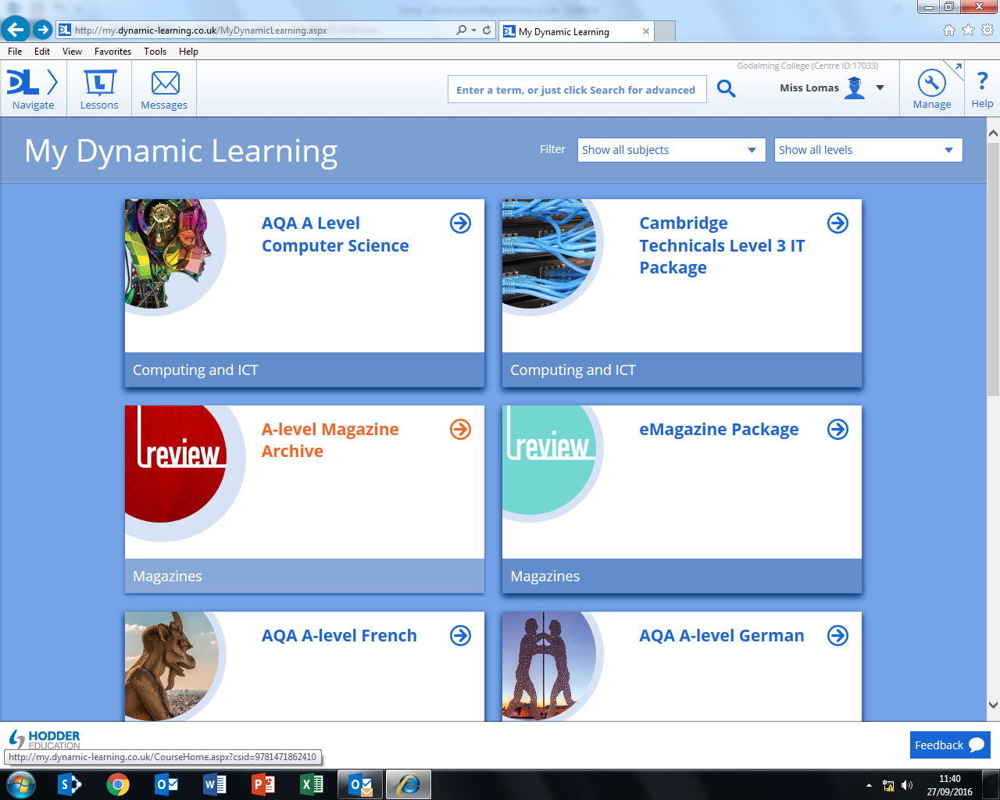 http://my.dynamic-learning.co.uk/MyDynamicLearning.aspx
My Dynamic Learning
File Edit View Favorites Tools Help
Godalming College (Centre ID:17033)
DL
Navigate
Lessons
Messages
Enter a term, or just click Search for advanced
Miss Lomas
Manage
?
Help
My Dynamic Learning
Filter
Show all subjects
Show all levels
AQA A Level
Computer Science
Computing and ICT
Cambridge
Technicals Level 3 IT
Package
Computing and ICT
review
A-level Magazine
Archive
Magazines
review
eMagazine Package
Magazines
AQA A-level French
AQA A-level German
HODDER
EDUCATION
Feedback
http://my.dynamic-learning.co.uk/CourseHome.aspx?csid=9781471862410
11:40
27/09/2016